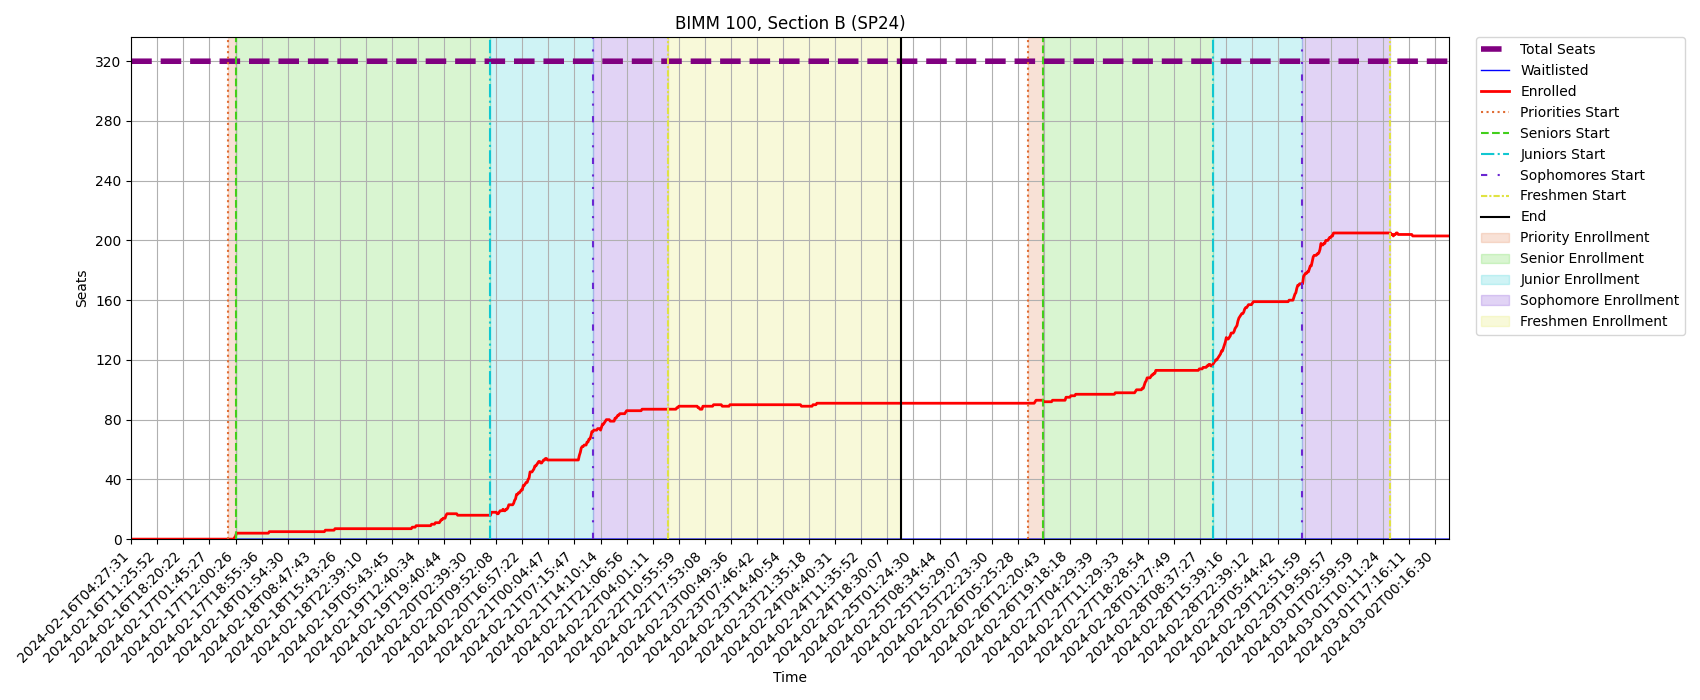 BIMM 100, Section B (SP24)
Seats
320
280
240
200
160
120
80
40
0
2024-02-16T04:27:31
2024-02-16T11:25:52
2024-02-16T18:20:22
2024-02-17T01:45:27
2024-02-17T12:00:26
2024-02-17T18:55:36
2024-02-18T01:54:30
2024-02-18T08:47:43
2024-02-18T15:43:26
2024-02-18T22:39:10
2024-02-19T05:43:45
2024-02-19T12:40:34
2024-02-19T19:40:44
2024-02-20T02:39:30
2024-02-20T09:52:08
2024-02-20T16:57:22
2024-02-21T00:04:47
2024-02-21T07:15:47
2024-02-21T14:10:14
2024-02-21T21:06:56
2024-02-22T04:01:11
2024-02-22T10:55:59
2024-02-22T17:53:08
2024-02-23T00:49:36
2024-02-23T07:46:42
2024-02-23T14:40:54
2024-02-23T21:35:18
2024-02-24T04:40:31
2024-02-24T11:35:52
2024-02-24T18:30:07
2024-02-25T01:24:30
2024-02-25T08:34:44
2024-02-25T15:29:07
2024-02-25T22:23:30
2024-02-26T05:25:28
2024-02-26T12:20:43
2024-02-26T19:18:18
2024-02-27T04:29:39
2024-02-27T11:29:33
2024-02-27T18:28:54
2024-02-28T01:27:49
2024-02-28T08:37:27
2024-02-28T15:39:16
2024-02-28T22:39:12
2024-02-29T05:44:42
2024-02-29T12:51:59
2024-02-29T19:59:57
2024-03-01T02:59:59
2024-03-01T10:11:24
2024-03-01T17:16:11
2024-03-02T00:16:30
Time
Total Seats
Waitlisted
Enrolled
Priorities Start
Seniors Start
Juniors Start
Sophomores Start
Freshmen Start
End
Priority Enrollment
Senior Enrollment
Junior Enrollment
Sophomore Enrollment
Freshmen Enrollment